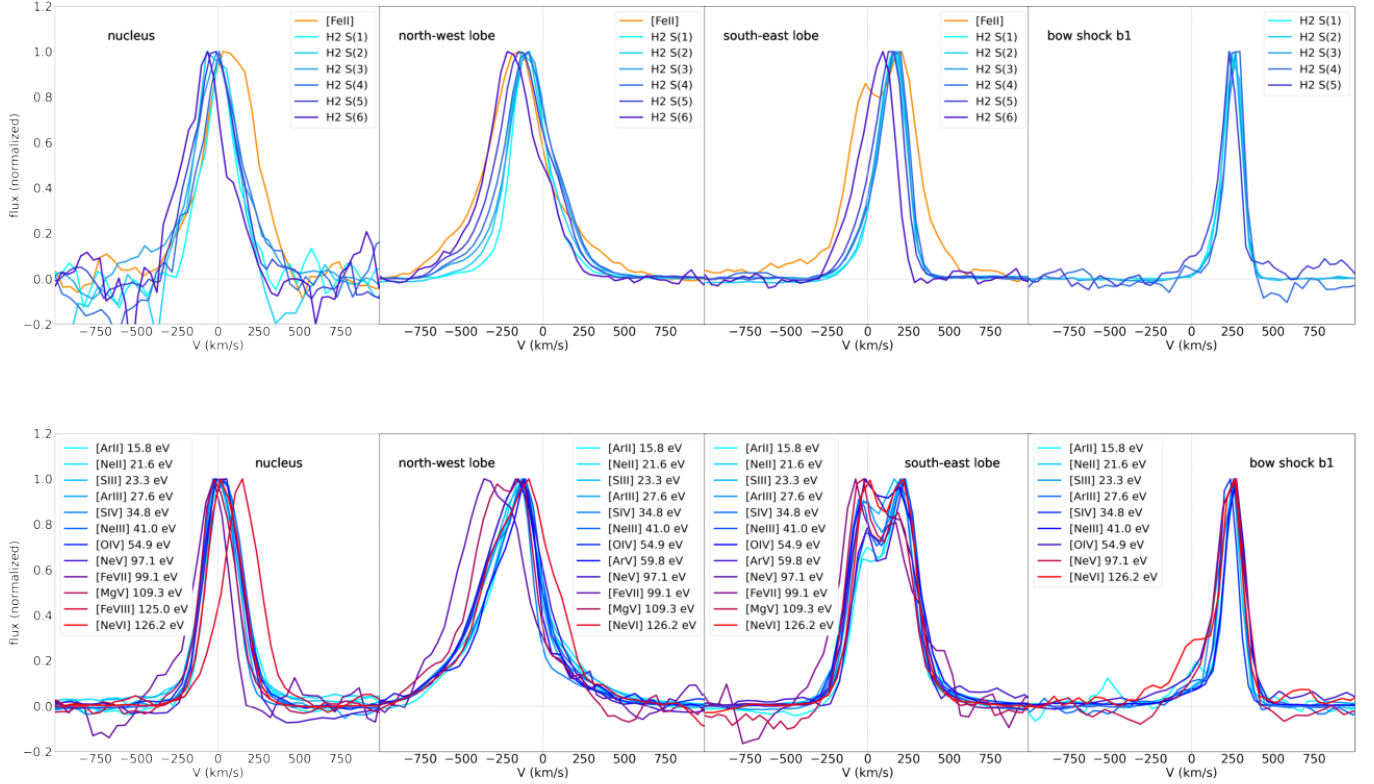 1.2
1.0
0.8
0.6
0.4
0.2
0.0
−0.2
flux (normalized)
nucleus
[FeII]
H2 S(1)
H2 S(2)
H2 S(3)
H2 S(4)
H2 S(5)
H2 S(6)
−750 −500 −250 0 250 500 750
V (km/s)
north-west lobe
[FeII]
H2 S(1)
H2 S(2)
H2 S(3)
H2 S(4)
H2 S(5)
H2 S(6)
−750 −500 −250 0 250 500 750
V (km/s)
south-east lobe
[FeII]
H2 S(1)
H2 S(2)
H2 S(3)
H2 S(4)
H2 S(5)
H2 S(6)
−750 −500 −250 0 250 500 750
V (km/s)
bow shock b1
H2 S(1)
H2 S(2)
H2 S(3)
H2 S(4)
H2 S(5)
−750 −500 −250 0 250 500 750
V (km/s)
1.2
1.0
0.8
0.6
0.4
0.2
0.0
−0.2
flux (normalized)
[ArII] 15.8 eV
[NeII] 21.6 eV
[SIII] 23.3 eV
[ArIII] 27.6 eV
[SIV] 34.8 eV
[NeIII] 41.0 eV
[OIV] 54.9 eV
[NeV] 97.1 eV
[FeVII] 99.1 eV
[MgV] 109.3 eV
[FeVIII] 125.0 eV
[NeVI] 126.2 eV
nucleus
−750 −500 −250 0 250 500 750
V (km/s)
north-west lobe
[ArII] 15.8 eV
[NeII] 21.6 eV
[SIII] 23.3 eV
[ArIII] 27.6 eV
[SIV] 34.8 eV
[NeIII] 41.0 eV
[OIV] 54.9 eV
[ArV] 59.8 eV
[NeV] 97.1 eV
[FeVII] 99.1 eV
[MgV] 109.3 eV
[NeVI] 126.2 eV
−750 −500 −250 0 250 500 750
V (km/s)
[ArII] 15.8 eV
[NeII] 21.6 eV
[SIII] 23.3 eV
[ArIII] 27.6 eV
[SIV] 34.8 eV
[NeIII] 41.0 eV
[OIV] 54.9 eV
[ArV] 59.8 eV
[NeV] 97.1 eV
[FeVII] 99.1 eV
[MgV] 109.3 eV
[NeVI] 126.2 eV
south-east lobe
−750 −500 −250 0 250 500 750
V (km/s)
[ArII] 15.8 eV
[NeII] 21.6 eV
[SIII] 23.3 eV
[ArIII] 27.6 eV
[SIV] 34.8 eV
[NeIII] 41.0 eV
[OIV] 54.9 eV
[NeV] 97.1 eV
[NeVI] 126.2 eV
bow shock b1
−750 −500 −250 0 250 500 750
V (km/s)